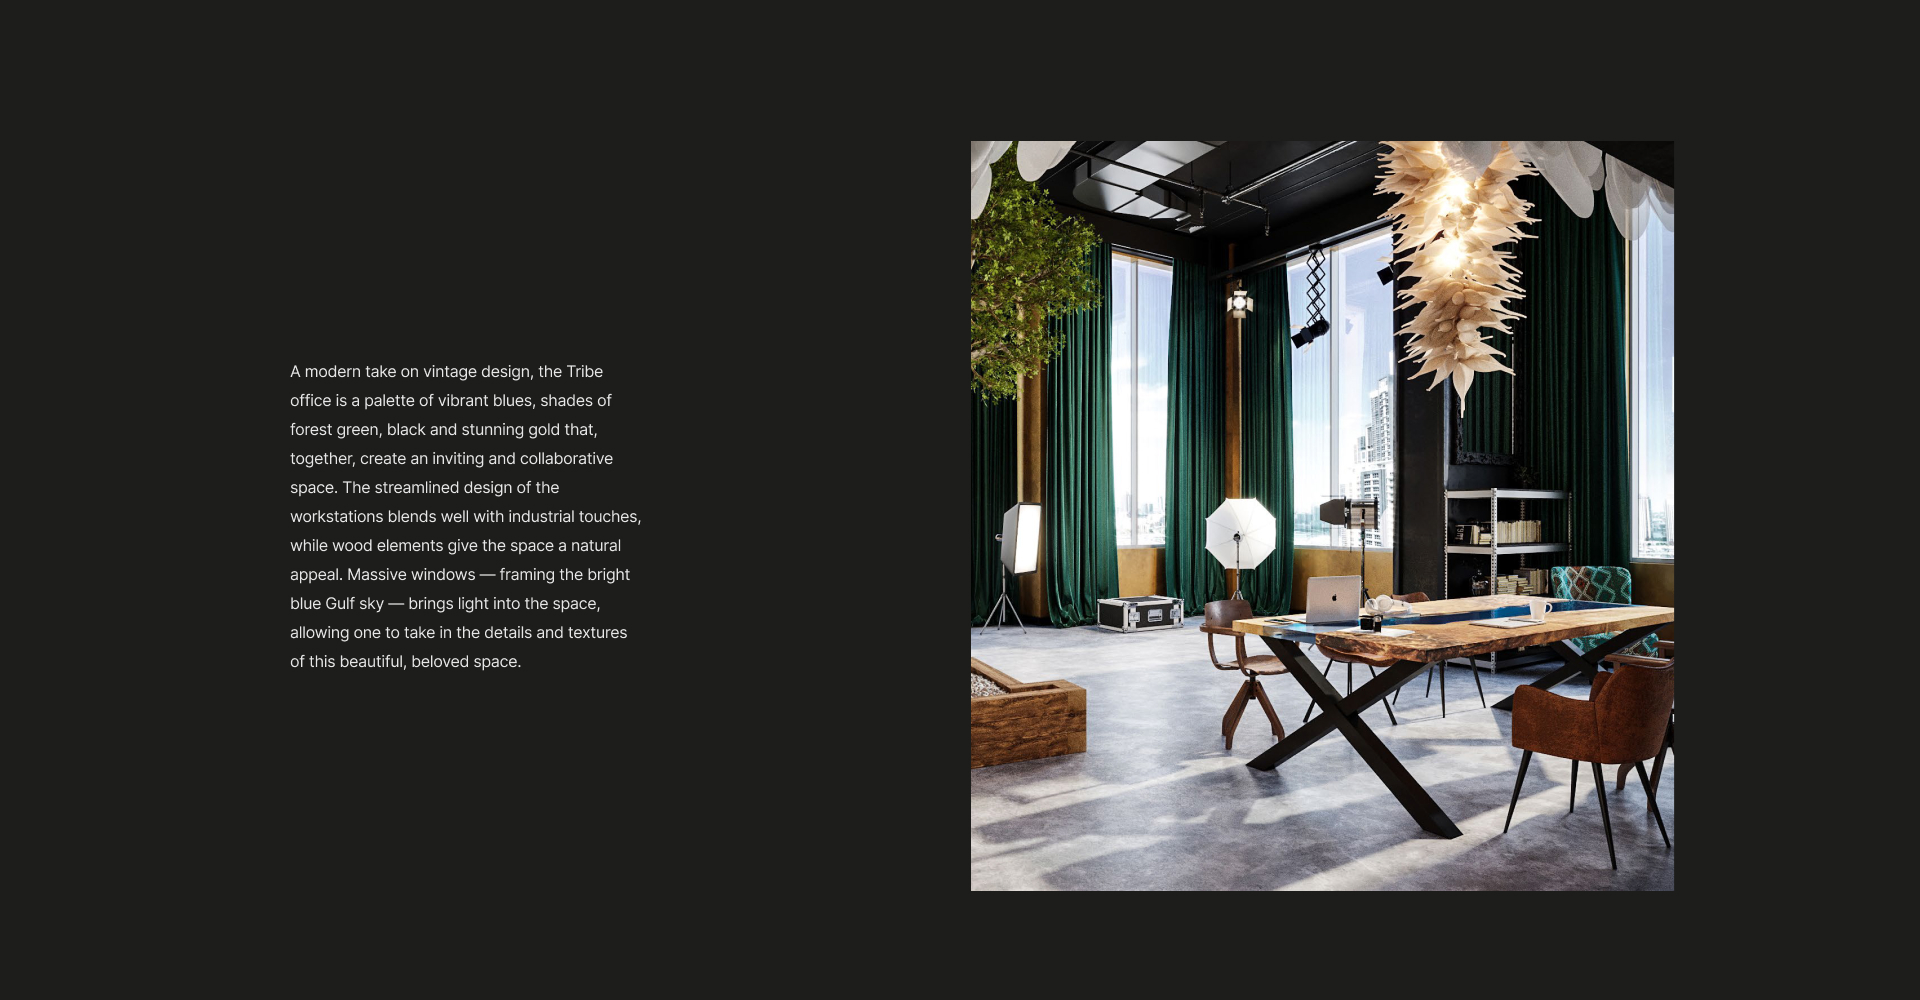 A modern take on vintage design, the Tribe
office is a palette of vibrant blues, shades of
forest green, black and stunning gold that,
together, create an inviting and collaborative
space. The streamlined design of the
workstations blends well with industrial touches,
while wood elements give the space a natural
appeal. Massive windows — framing the bright
blue Gulf sky — brings light into the space,
allowing one to take in the details and textures
of this beautiful, beloved space.